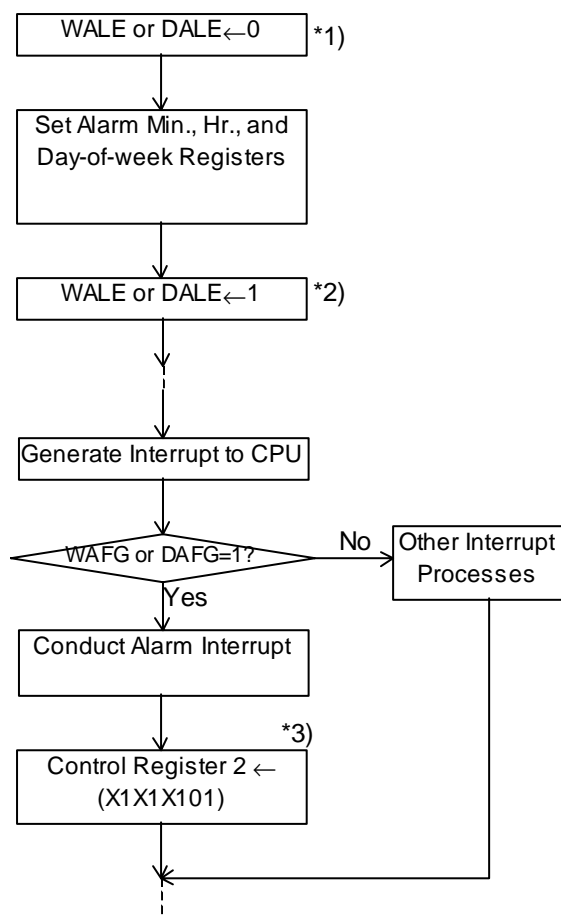 WALE or DALE←0
*1)
Set Alarm Min., Hr., and
Day-of-week Registers
WALE or DALE←1
*2)
Generate Interrupt to CPU
WAFG or DAFG=1?
No
Other Interrupt
Processes
Yes
Conduct Alarm Interrupt
*3)
Control Register 2 ←
(X1X1X101)